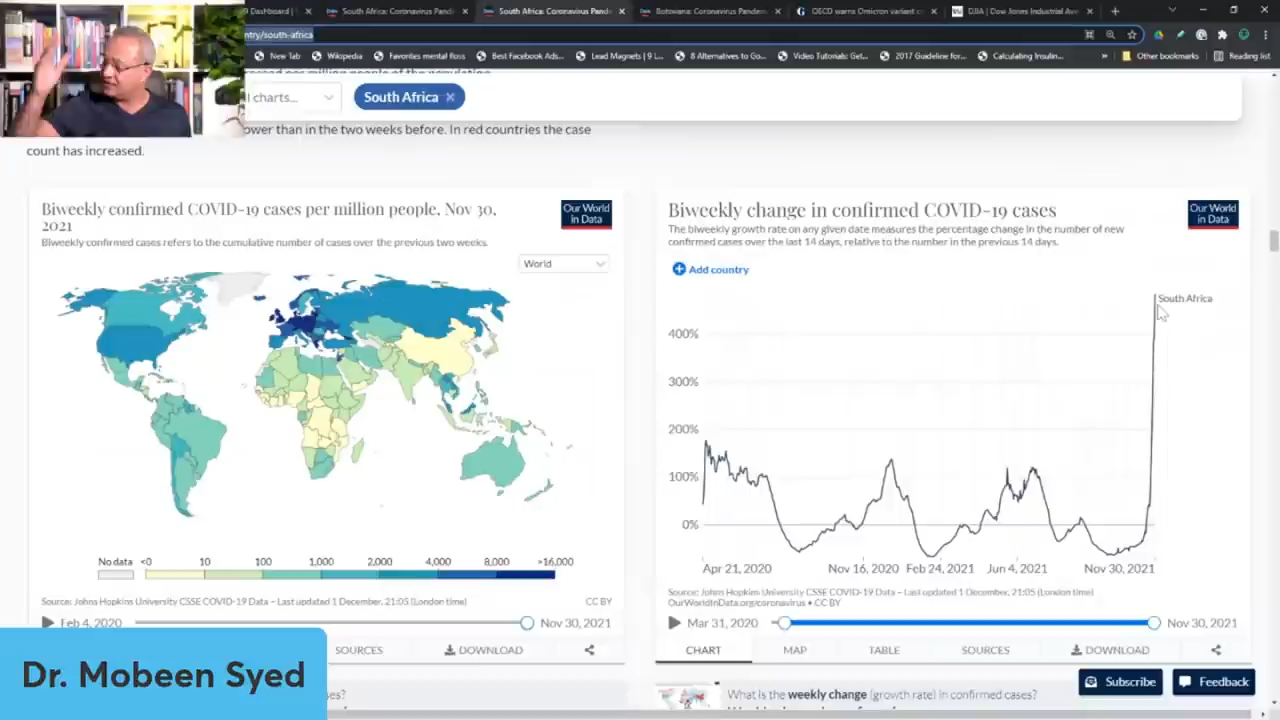 South Africa: Coronavirus Pand
South Africa: Coronavirus Pand
Botswana: Coronavirus Pandem
OECD warns Omicron variant c
DJIA | Dow Jones Industrial Ave
ntry/south-africa
New Tab
Wikipedia
Favorites mental floss
Best Facebook Ads...
Lead Magnets | 9 L...
8 Alternatives to Go...
Video Tutorials: Get...
2017 Guideline for...
Calculating Insulin...
Other bookmarks
Reading list
l charts...
South Africa
ower than in the two weeks before. In red countries the case
count has increased.
Biweekly confirmed COVID-19 cases per million people, Nov 30,
2021
Our World
in Data
Biweekly confirmed cases refers to the cumulative number of cases over the previous two weeks.
World
No data
<0
10
100
1,000
2,000
4,000
8,000
>16,000
Source: Johns Hopkins University CSSE COVID-19 Data – Last updated 1 December, 21:05 (London time)
CC BY
Feb 4, 2020
Nov 30, 2021
SOURCES
DOWNLOAD
Biweekly change in confirmed COVID-19 cases
Our World
in Data
The biweekly growth rate on any given date measures the percentage change in the number of new
confirmed cases over the last 14 days, relative to the number in the previous 14 days.
Add country
South Africa
400%
300%
200%
100%
0%
Apr 21, 2020
Nov 16, 2020
Feb 24, 2021
Jun 4, 2021
Nov 30, 2021
Source: Johns Hopkins University CSSE COVID-19 Data – Last updated 1 December, 21:05 (London time)
OurWorldInData.org/coronavirus • CC BY
Mar 31, 2020
Nov 30, 2021
CHART
MAP
TABLE
SOURCES
DOWNLOAD
What is the weekly change (growth rate) in confirmed cases?
Subscribe
Feedback
Dr. Mobeen Syed